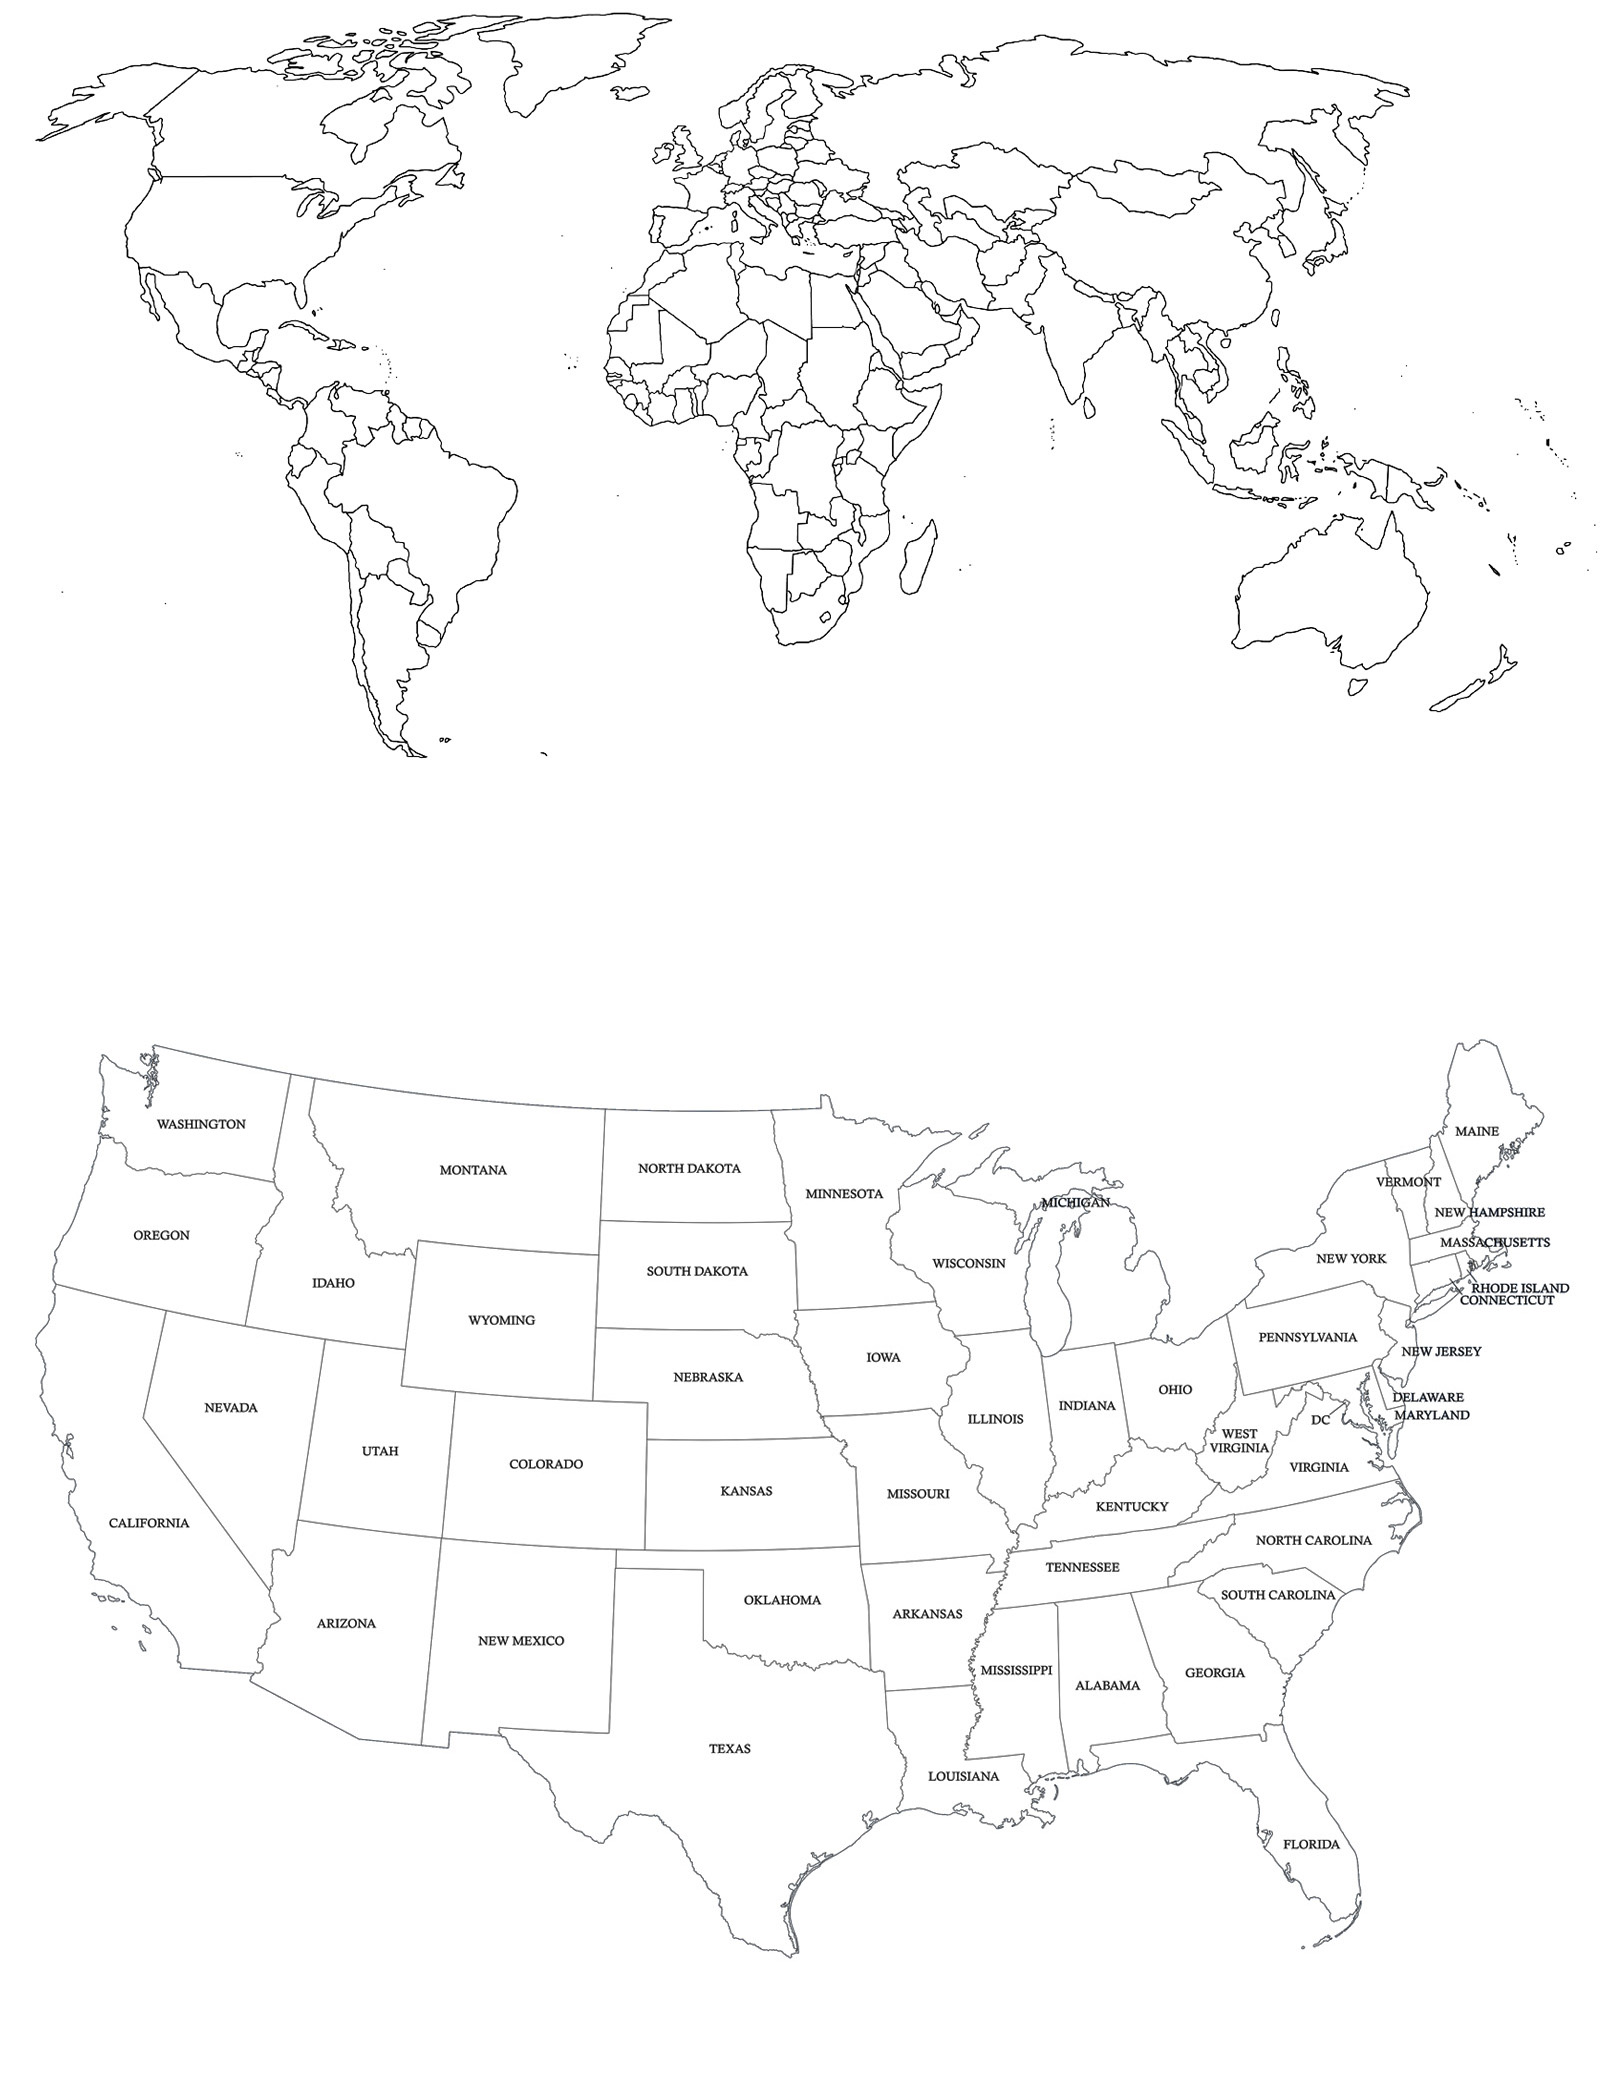 MAINE
WASHINGTON
MONTANA
NORTH DAKOTA
MINNESOTA
MICHIGAN
VERMONT
NEW HAMPSHIRE
OREGON
IDAHO
SOUTH DAKOTA
WISCONSIN
NEW YORK
MASSACHUSETTS
RHODE ISLAND
CONNECTICUT
WYOMING
IOWA
PENNSYLVANIA
NEW JERSEY
NEVADA
NEBRASKA
ILLINOIS
INDIANA
OHIO
DELAWARE
MARYLAND
DC
UTAH
COLORADO
WEST
VIRGINIA
VIRGINIA
CALIFORNIA
KANSAS
MISSOURI
KENTUCKY
NORTH CAROLINA
TENNESSEE
SOUTH CAROLINA
ARIZONA
NEW MEXICO
OKLAHOMA
ARKANSAS
MISSISSIPPI
ALABAMA
GEORGIA
TEXAS
LOUISIANA
FLORIDA